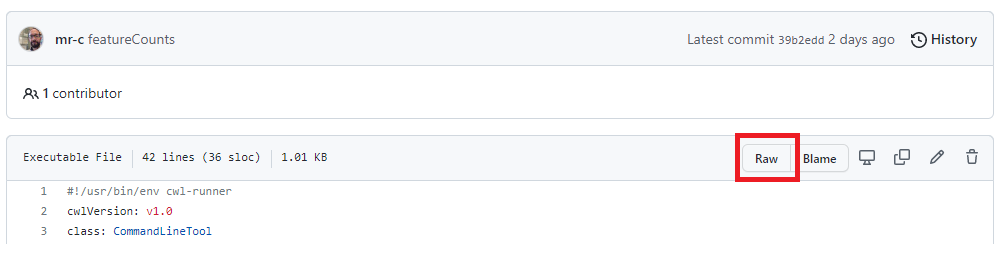 mr-c featureCounts Latest commit 39b2edd 2 days ago History
1 contributor
Executable File 42 lines (36 sloc) 1.01 KB Raw Blame
1 #!/usr/bin/env cwl-runner
2 cwlVersion: v1.0
3 class: CommandLineTool